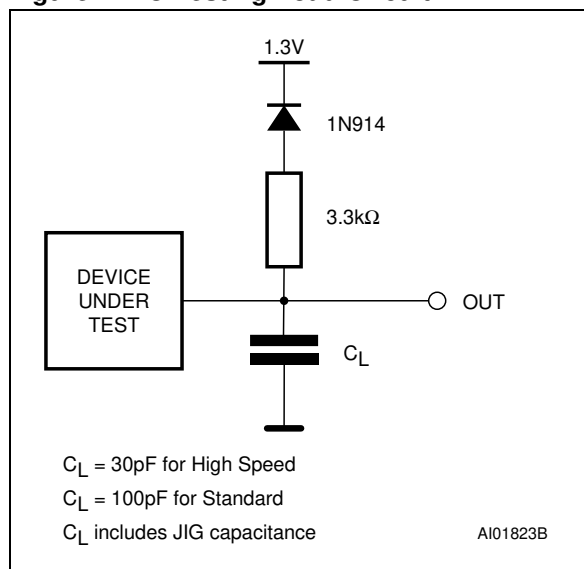 1.3V
1N914
3.3kΩ
DEVICE
UNDER
TEST
OUT
CL
CL = 30pF for High Speed
CL = 100pF for Standard
CL includes JIG capacitance
AI01823B